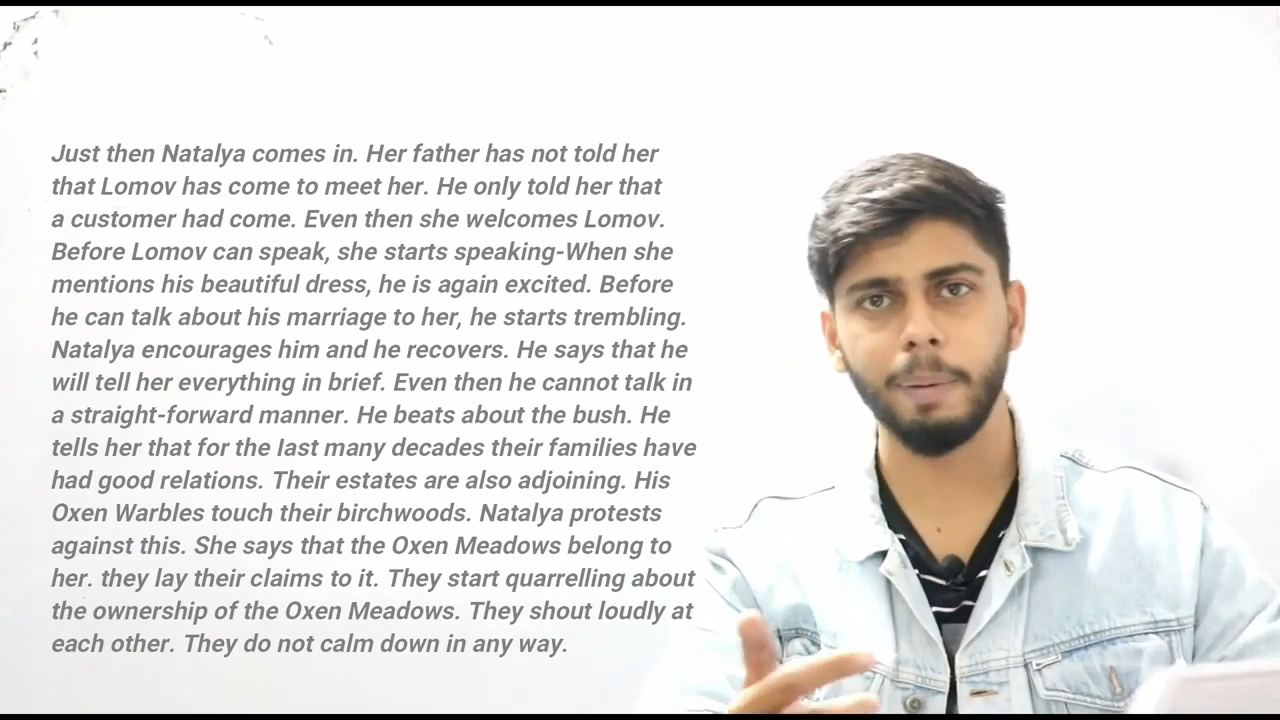 Just then Natalya comes in. Her father has not told her
that Lomov has come to meet her. He only told her that
a customer had come. Even then she welcomes Lomov.
Before Lomov can speak, she starts speaking-When she
mentions his beautiful dress, he is again excited. Before
he can talk about his marriage to her, he starts trembling.
Natalya encourages him and he recovers. He says that he
will tell her everything in brief. Even then he cannot talk in
a straight-forward manner. He beats about the bush. He
tells her that for the Iast many decades their families have
had good relations. Their estates are also adjoining. His
Oxen Warbles touch their birchwoods. Natalya protests
against this. She says that the Oxen Meadows belong to
her. they lay their claims to it. They start quarrelling about
the ownership of the Oxen Meadows. They shout loudly at
each other. They do not calm down in any way.